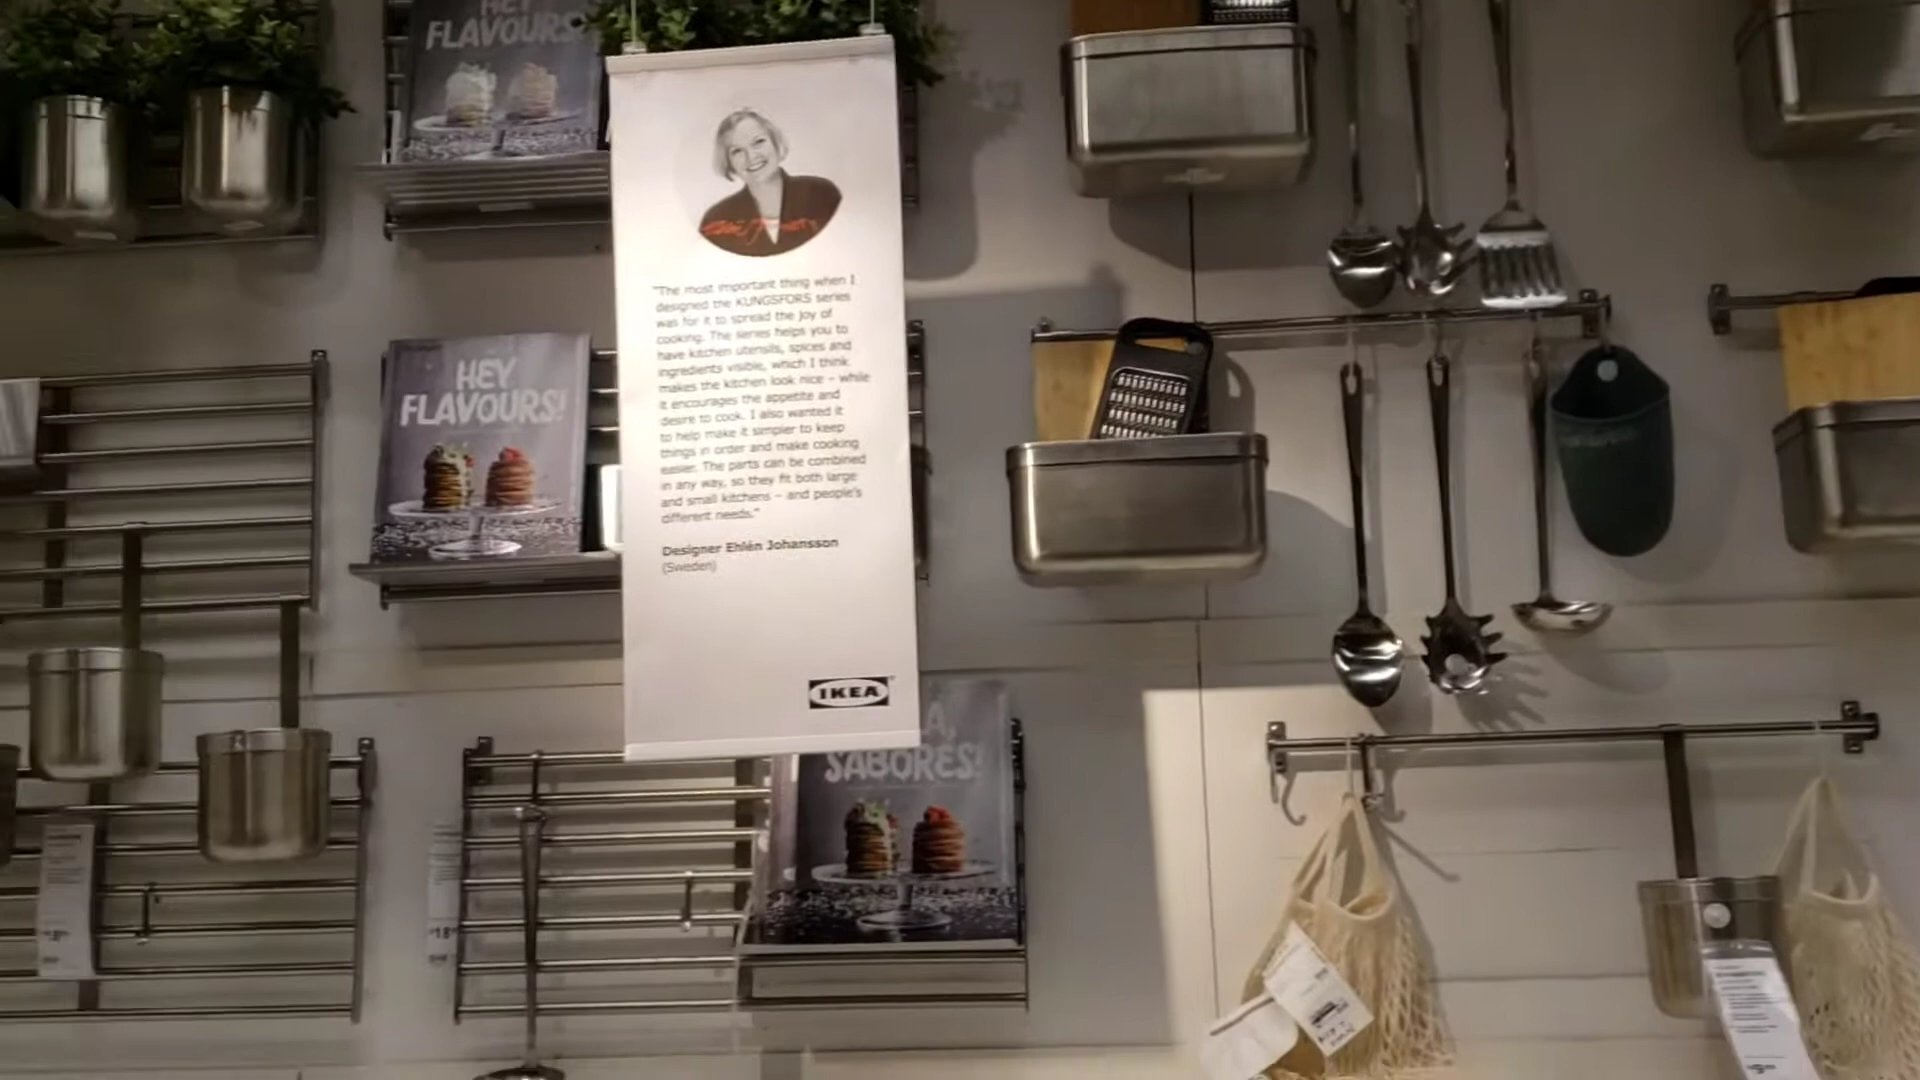 HEY
FLAVOURS!
"The most important thing when I
designed the KUNGSFORS series
was for it to spread the joy of
cooking. The series helps you to
have kitchen utensils, spices and
ingredients visible, which I think
makes the kitchen look nice – while
it encourages the appetite and
desire to cook. I also wanted it
to help make it simpler to keep
things in order and make cooking
easier. The parts can be combined
in any way, so they fit both large
and small kitchens – and people's
different needs."
Designer Ehlén Johansson
(Sweden)
IKEA
HEY
FLAVOURS!
A,
SABORES!